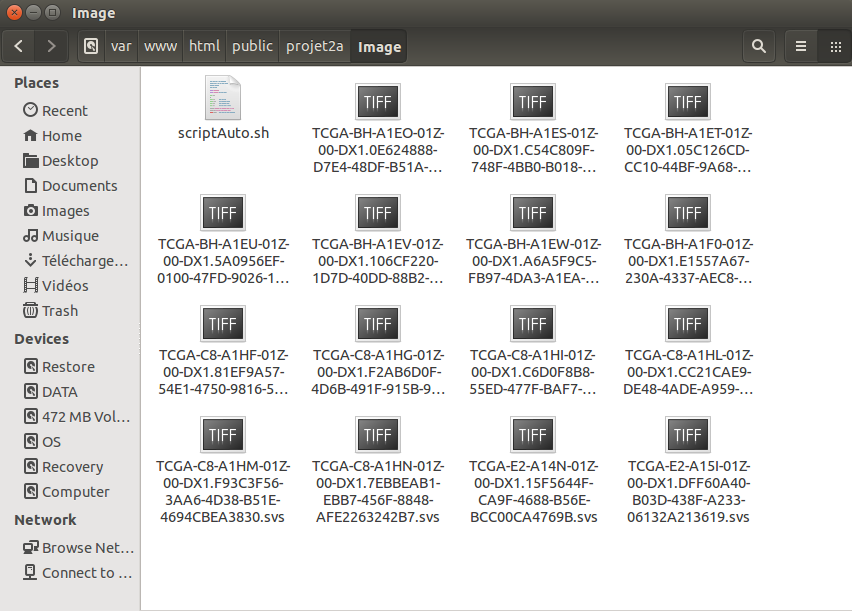 Image
var www html public projet2a Image
Places
Recent
Home
Desktop
Documents
Images
Musique
Télécharge...
Vidéos
Trash
Devices
Restore
DATA
472 MB Vol...
OS
Recovery
Computer
Network
Browse Net...
Connect to ...
scriptAuto.sh
TIFF
TCGA-BH-A1EO-01Z-
00-DX1.0E624888-
D7E4-48DF-B51A-...
TIFF
TCGA-BH-A1ES-01Z-
00-DX1.C54C809F-
748F-4BB0-B018-...
TIFF
TCGA-BH-A1ET-01Z-
00-DX1.05C126CD-
CC10-44BF-9A68-...
TIFF
TCGA-BH-A1EU-01Z-
00-DX1.5A0956EF-
0100-47FD-9026-1...
TIFF
TCGA-BH-A1EV-01Z-
00-DX1.106CF220-
1D7D-40DD-88B2-...
TIFF
TCGA-BH-A1EW-01Z-
00-DX1.A6A5F9C5-
FB97-4DA3-A1EA-...
TIFF
TCGA-BH-A1F0-01Z-
00-DX1.E1557A67-
230A-4337-AEC8-...
TIFF
TCGA-C8-A1HF-01Z-
00-DX1.81EF9A57-
54E1-4750-9816-5...
TIFF
TCGA-C8-A1HG-01Z-
00-DX1.F2AB6D0F-
4D6B-491F-915B-9...
TIFF
TCGA-C8-A1HI-01Z-
00-DX1.C6D0F8B8-
55ED-477F-BAF7-...
TIFF
TCGA-C8-A1HL-01Z-
00-DX1.CC21CAE9-
DE48-4ADE-A959-...
TIFF
TCGA-C8-A1HM-01Z-
00-DX1.F93C3F56-
3AA6-4D38-B51E-
4694CBEA3830.svs
TIFF
TCGA-C8-A1HN-01Z-
00-DX1.7EBBEAB1-
EBB7-456F-8848-
AFE2263242B7.svs
TIFF
TCGA-E2-A14N-01Z-
00-DX1.15F5644F-
CA9F-4688-B56E-
BCC00CA4769B.svs
TIFF
TCGA-E2-A15I-01Z-
00-DX1.DFF60A40-
B03D-438F-A233-
06132A213619.svs